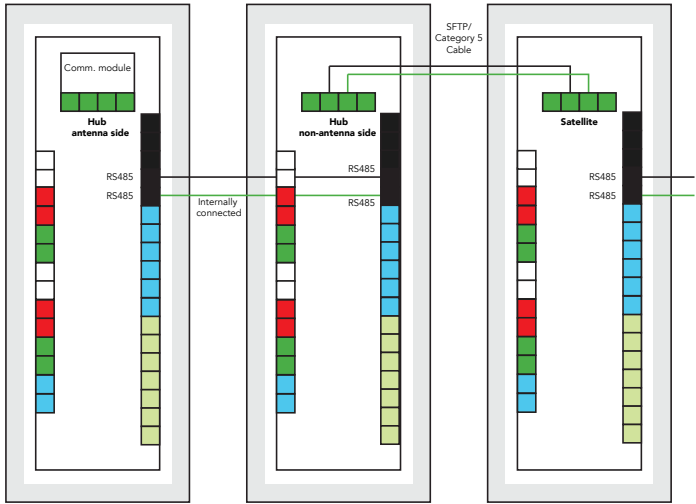 SFTP/
Category 5
Cable
Comm. module
Hub
antenna side
Hub
non-antenna side
Satellite
RS485
RS485
RS485
RS485
Internally
connected
RS485
RS485